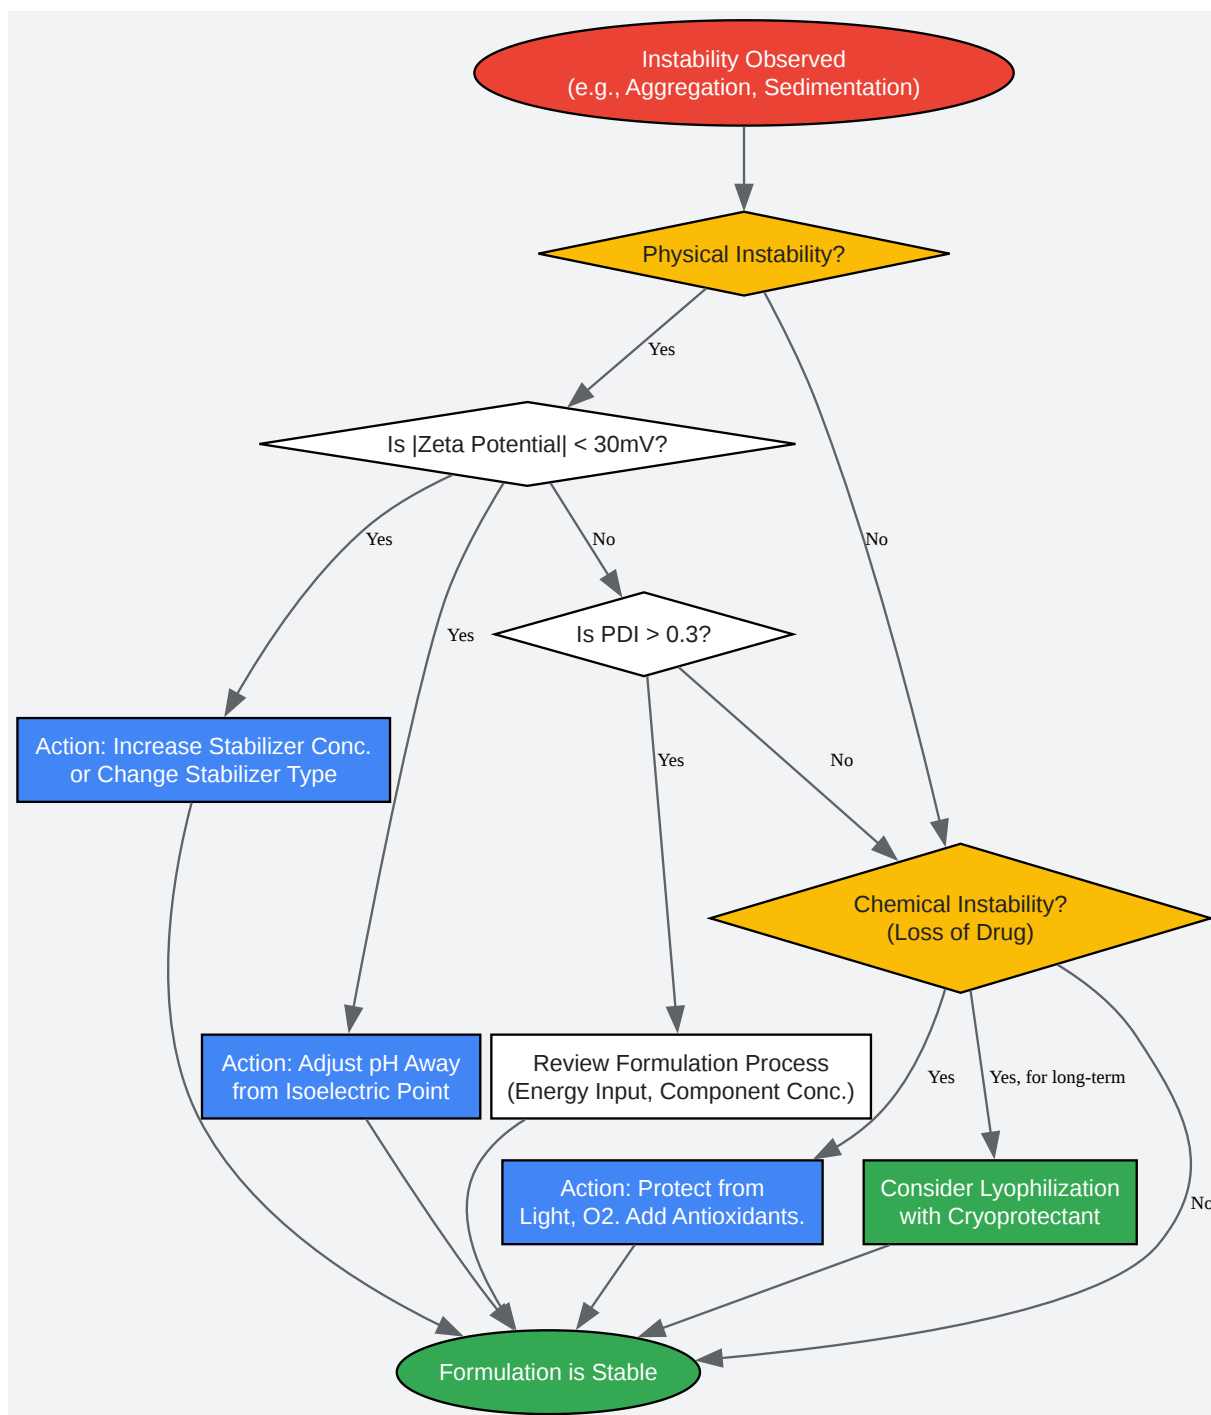 Instability Observed
(e.g., Aggregation, Sedimentation)
Physical Instability?
Yes
Is |Zeta Potential| < 30mV?
Yes
No
No
Is PDI > 0.3?
Yes
Action: Increase Stabilizer Conc.
or Change Stabilizer Type
Yes
No
Chemical Instability?
(Loss of Drug)
Action: Adjust pH Away
from Isoelectric Point
Review Formulation Process
(Energy Input, Component Conc.)
Yes
Yes, for long-term
Action: Protect from
Light, O2. Add Antioxidants.
Consider Lyophilization
with Cryoprotectant
No
Formulation is Stable